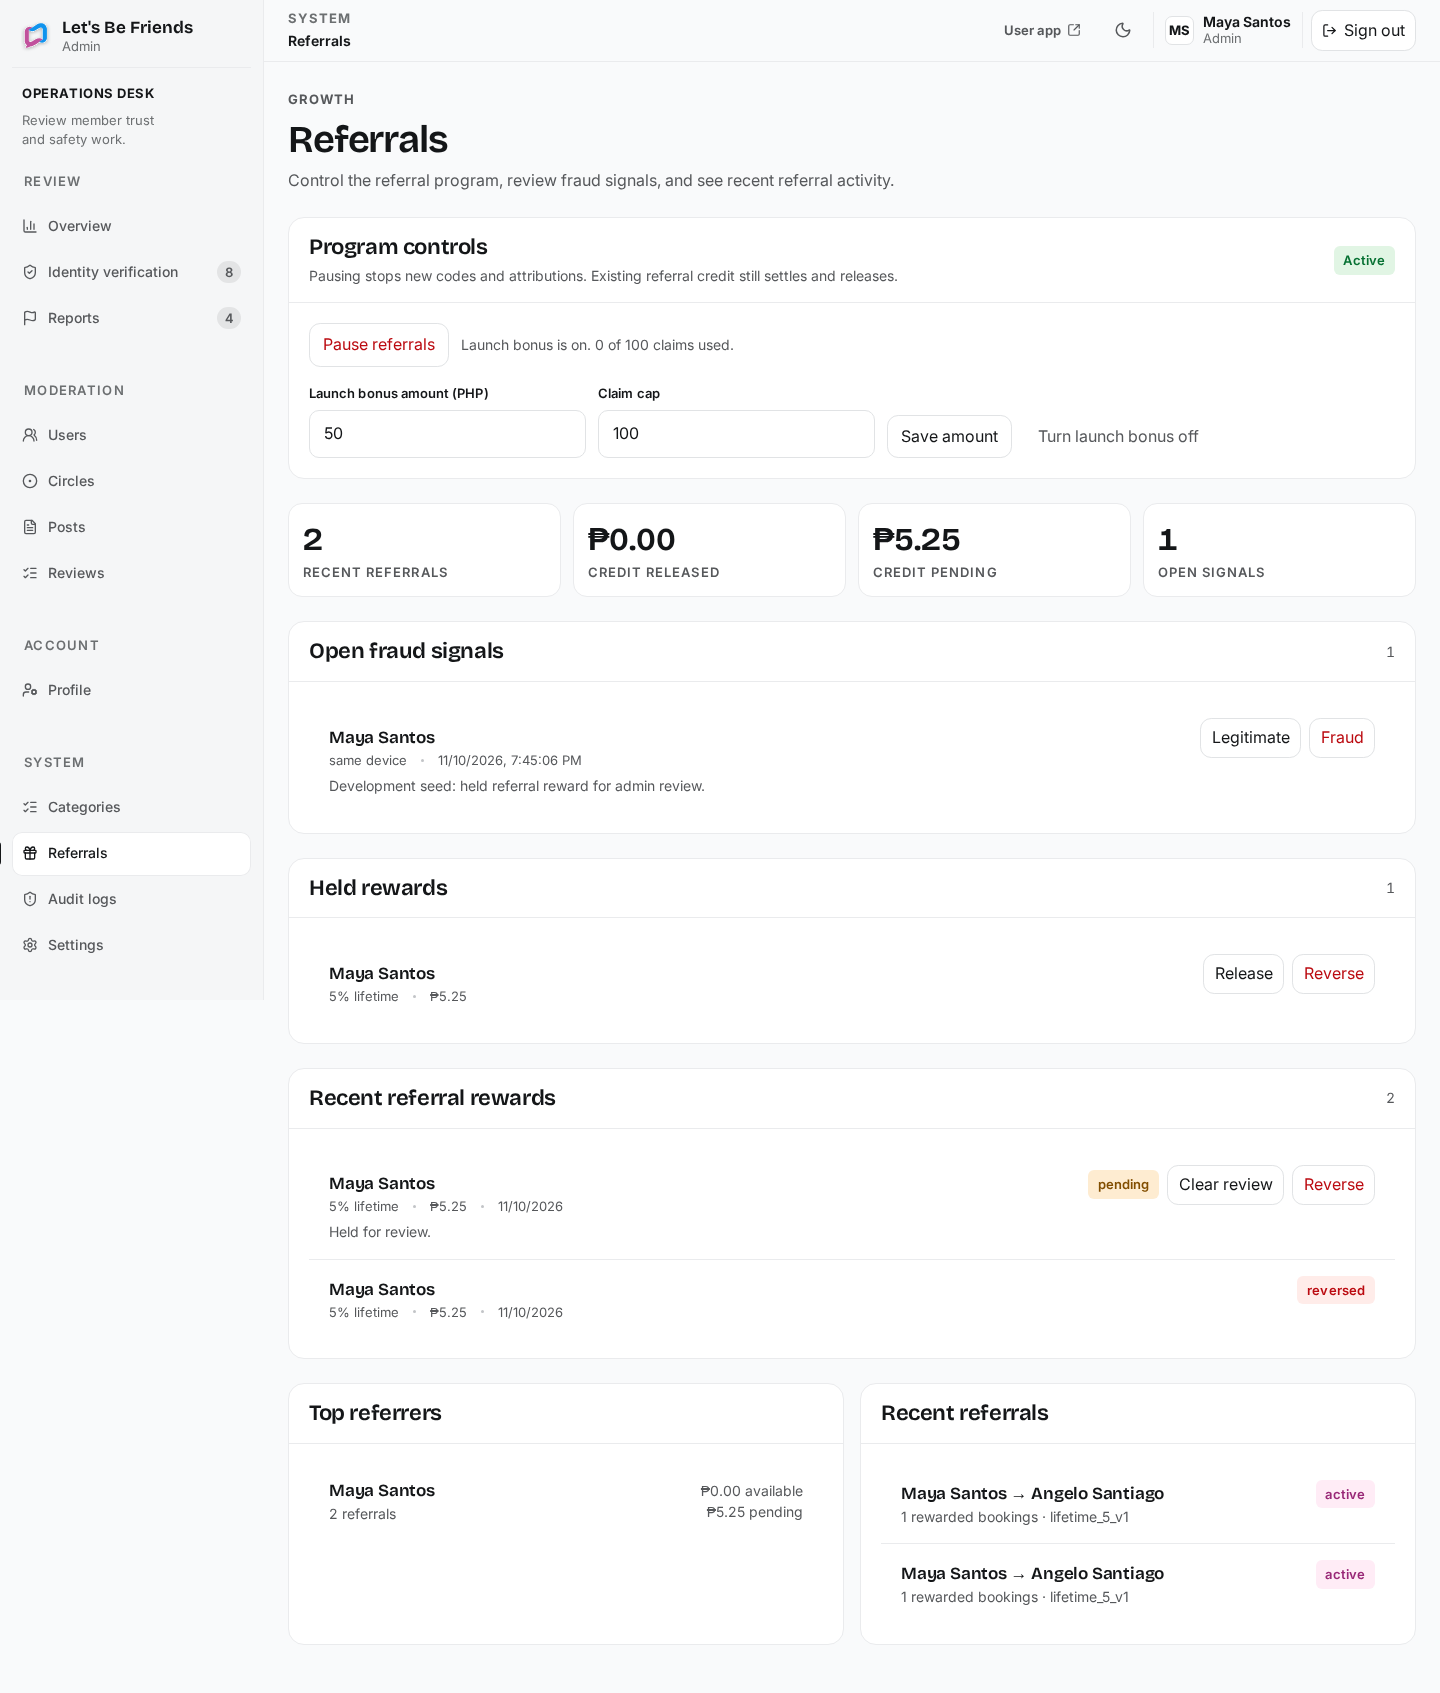 Let's Be Friends
Admin
OPERATIONS DESK
Review member trust
and safety work.
REVIEW
Overview
Identity verification 8
Reports 4
MODERATION
Users
Circles
Posts
Reviews
ACCOUNT
Profile
SYSTEM
Categories
Referrals
Audit logs
Settings
SYSTEM
Referrals
User app
MS
Maya Santos
Admin
Sign out
GROWTH
Referrals
Control the referral program, review fraud signals, and see recent referral activity.
Program controls
Pausing stops new codes and attributions. Existing referral credit still settles and releases.
Active
Pause referrals
Launch bonus is on. 0 of 100 claims used.
Launch bonus amount (PHP)
50
Claim cap
100
Save amount
Turn launch bonus off
2
RECENT REFERRALS
₱0.00
CREDIT RELEASED
₱5.25
CREDIT PENDING
1
OPEN SIGNALS
Open fraud signals 1
Maya Santos
same device • 11/10/2026, 7:45:06 PM
Development seed: held referral reward for admin review.
Legitimate
Fraud
Held rewards 1
Maya Santos
5% lifetime • ₱5.25
Release
Reverse
Recent referral rewards 2
Maya Santos
5% lifetime • ₱5.25 • 11/10/2026
Held for review.
pending
Clear review
Reverse
Maya Santos
5% lifetime • ₱5.25 • 11/10/2026
reversed
Top referrers
Maya Santos
2 referrals
₱0.00 available
₱5.25 pending
Recent referrals
Maya Santos → Angelo Santiago
1 rewarded bookings · lifetime_5_v1
active
Maya Santos → Angelo Santiago
1 rewarded bookings · lifetime_5_v1
active